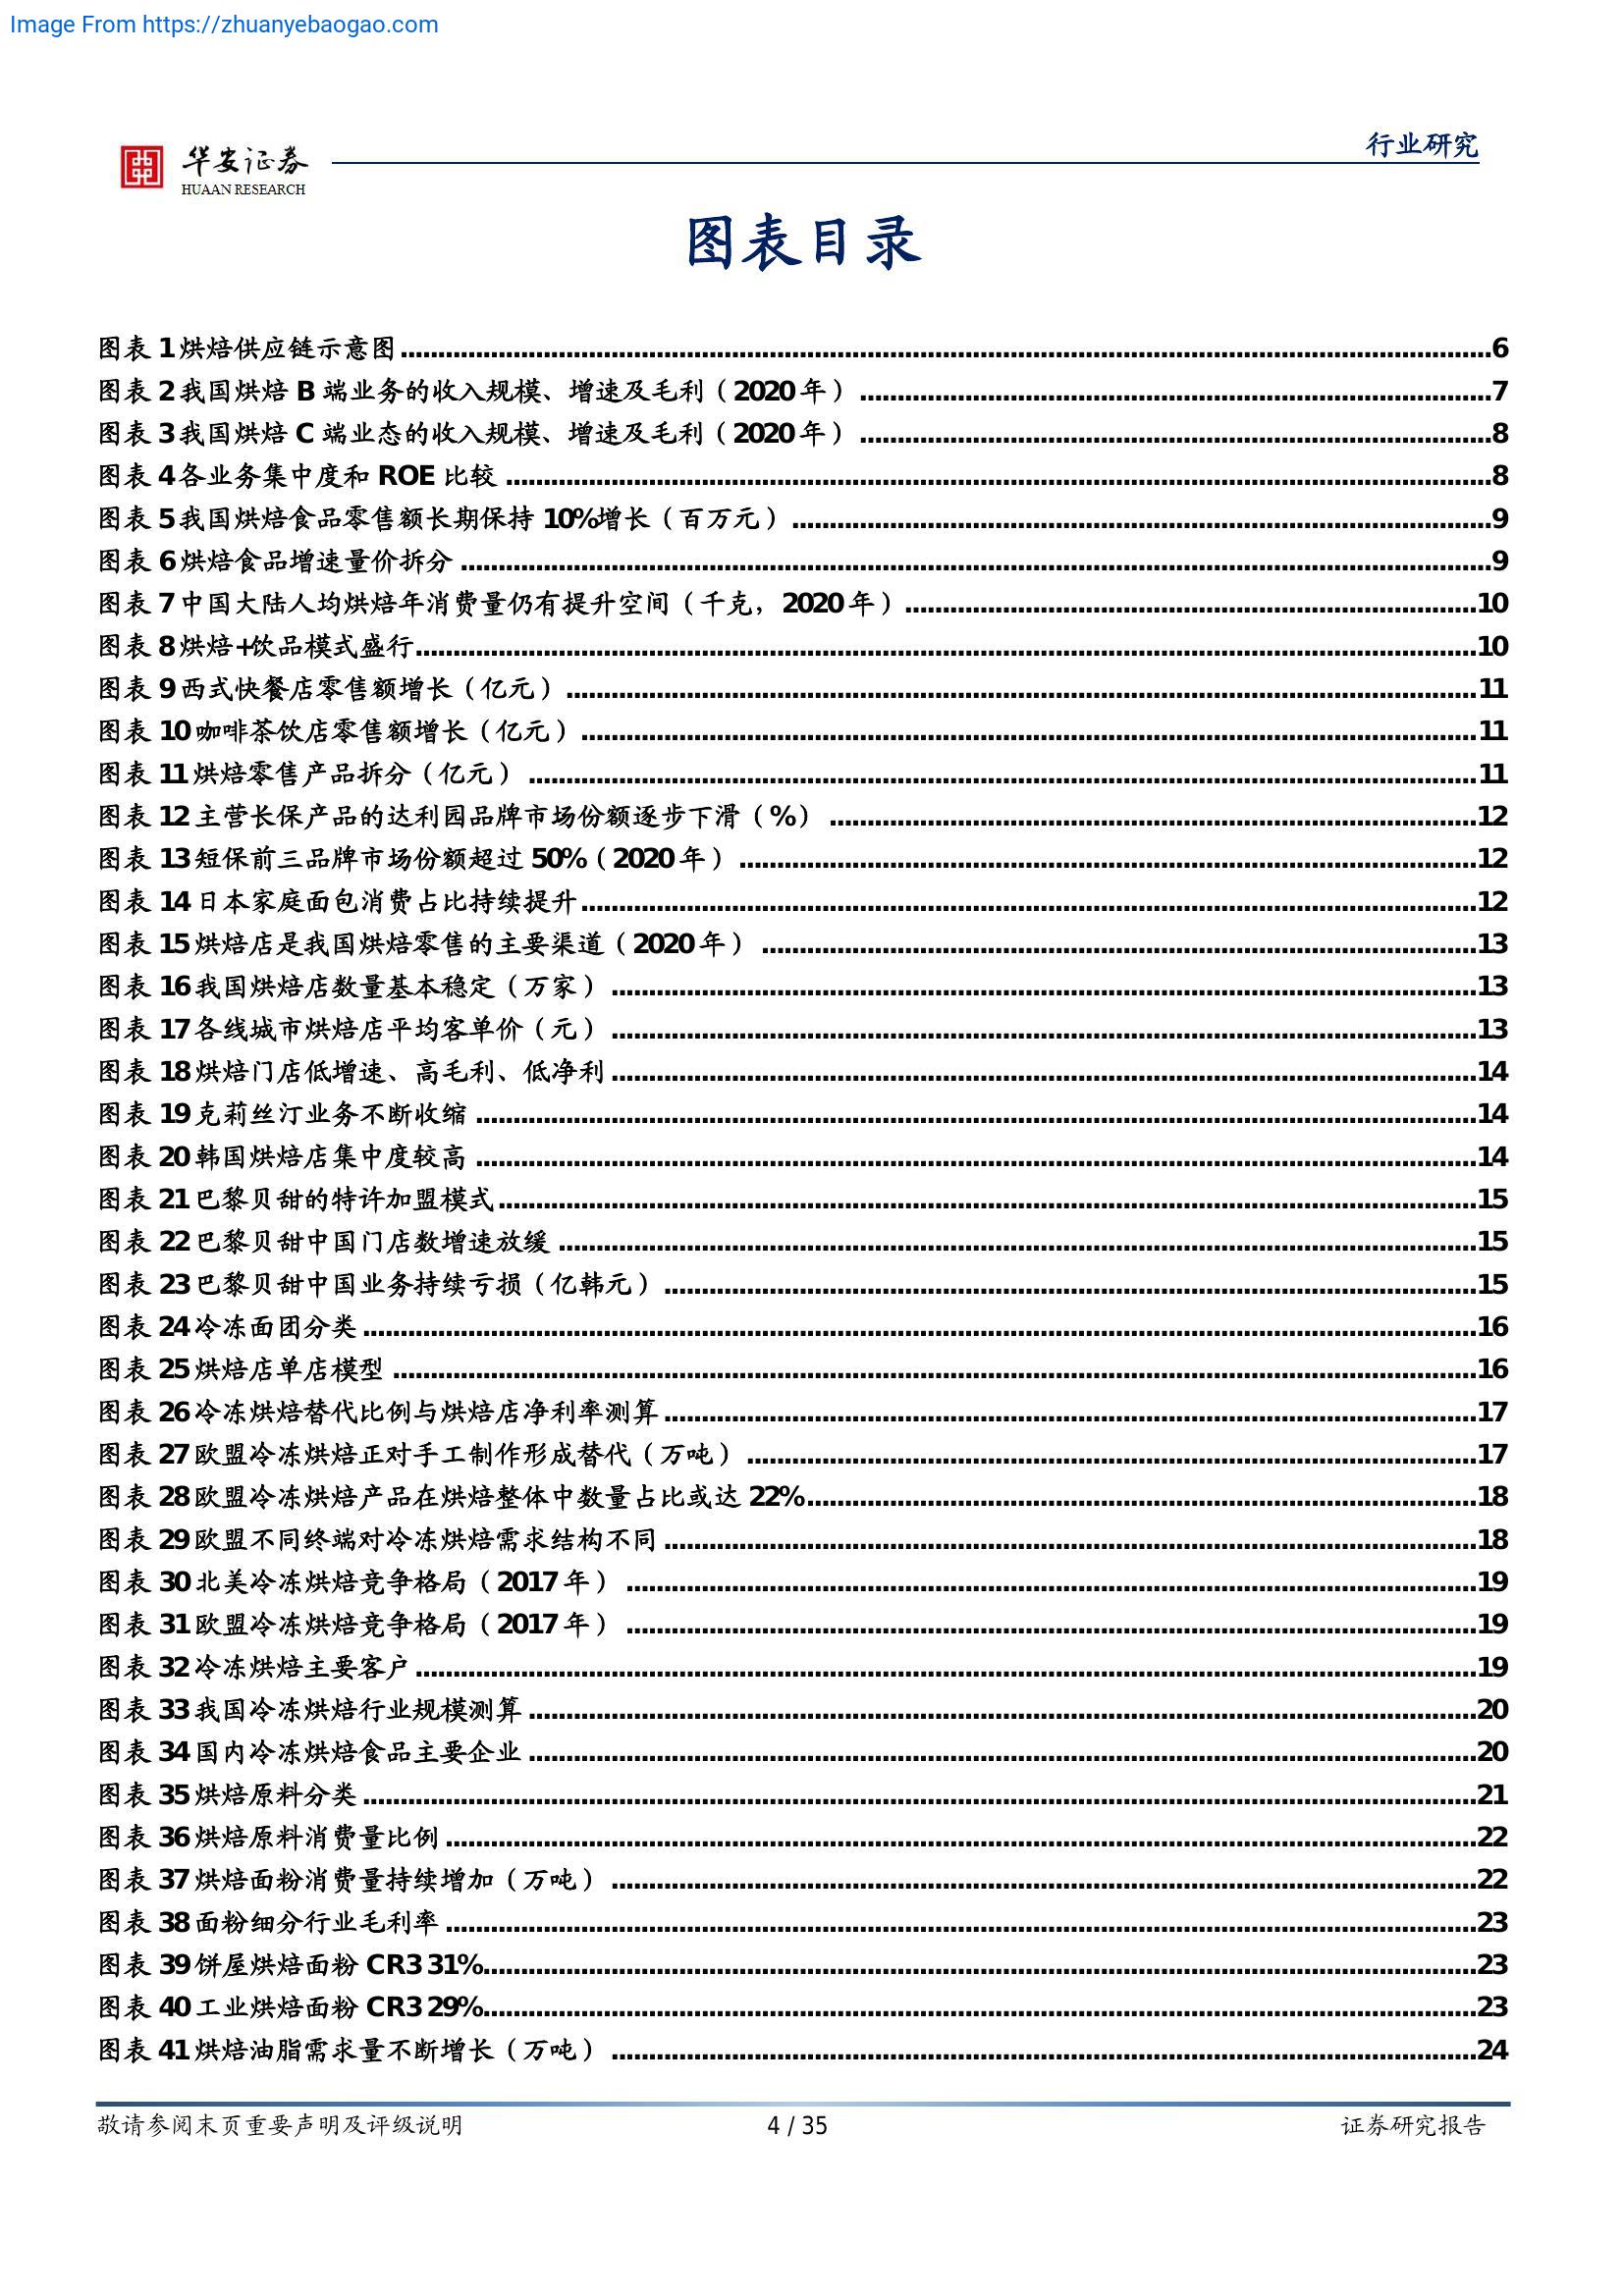 Image From https://zhuanyebaogao.com
行业研究
华安证券
HUAAN RESEARCH
图表目录
图表 1 烘焙供应链示意图 6
图表 2 我国烘焙 B 端业务的收入规模、增速及毛利（2020 年） 7
图表 3 我国烘焙 C 端业态的收入规模、增速及毛利（2020 年） 8
图表 4 各业务集中度和 ROE 比较 8
图表 5 我国烘焙食品零售额长期保持 10%增长（百万元） 9
图表 6 烘焙食品增速量价拆分 9
图表 7 中国大陆人均烘焙年消费量仍有提升空间（千克，2020 年） 10
图表 8 烘焙+饮品模式盛行 10
图表 9 西式快餐店零售额增长（亿元） 11
图表 10 咖啡茶饮店零售额增长（亿元） 11
图表 11 烘焙零售产品拆分（亿元） 11
图表 12 主营长保产品的达利园品牌市场份额逐步下滑（%） 12
图表 13 短保前三品牌市场份额超过 50%（2020 年） 12
图表 14 日本家庭面包消费占比持续提升 12
图表 15 烘焙店是我国烘焙零售的主要渠道（2020 年） 13
图表 16 我国烘焙店数量基本稳定（万家） 13
图表 17 各线城市烘焙店平均客单价（元） 13
图表 18 烘焙门店低增速、高毛利、低净利 14
图表 19 克莉丝汀业务不断收缩 14
图表 20 韩国烘焙店集中度较高 14
图表 21 巴黎贝甜的特许加盟模式 15
图表 22 巴黎贝甜中国门店数增速放缓 15
图表 23 巴黎贝甜中国业务持续亏损（亿韩元） 15
图表 24 冷冻面团分类 16
图表 25 烘焙店单店模型 16
图表 26 冷冻烘焙替代比例与烘焙店净利率测算 17
图表 27 欧盟冷冻烘焙正对手工制作形成替代（万吨） 17
图表 28 欧盟冷冻烘焙产品在烘焙整体中数量占比或达 22% 18
图表 29 欧盟不同终端对冷冻烘焙需求结构不同 18
图表 30 北美冷冻烘焙竞争格局（2017 年） 19
图表 31 欧盟冷冻烘焙竞争格局（2017 年） 19
图表 32 冷冻烘焙主要客户 19
图表 33 我国冷冻烘焙行业规模测算 20
图表 34 国内冷冻烘焙食品主要企业 20
图表 35 烘焙原料分类 21
图表 36 烘焙原料消费量比例 22
图表 37 烘焙面粉消费量持续增加（万吨） 22
图表 38 面粉细分行业毛利率 23
图表 39 饼屋烘焙面粉 CR3 31% 23
图表 40 工业烘焙面粉 CR3 29% 23
图表 41 烘焙油脂需求量不断增长（万吨） 24
敬请参阅末页重要声明及评级说明
4 / 35
证券研究报告